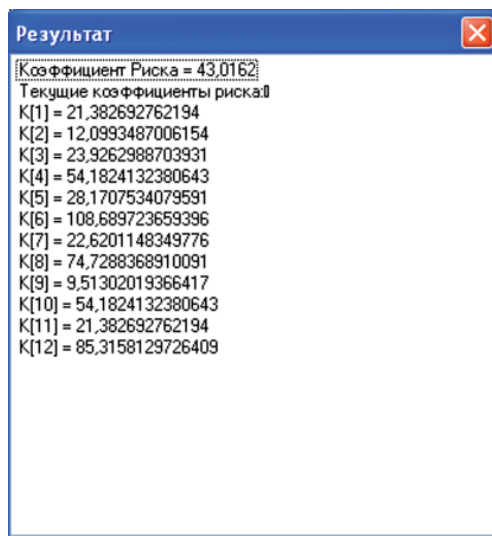 Результат
Коэффициент Риска = 43,0162
Текущие коэффициенты риска:
K[1] = 21,382692762194
K[2] = 12,0993487006154
K[3] = 23,9262988703931
K[4] = 54,1824132380643
K[5] = 28,1707534079591
K[6] = 108,689723659396
K[7] = 22,6201148349776
K[8] = 74,7288368910091
K[9] = 9,51302019366417
K[10] = 54,1824132380643
K[11] = 21,382692762194
K[12] = 85,3158129726409